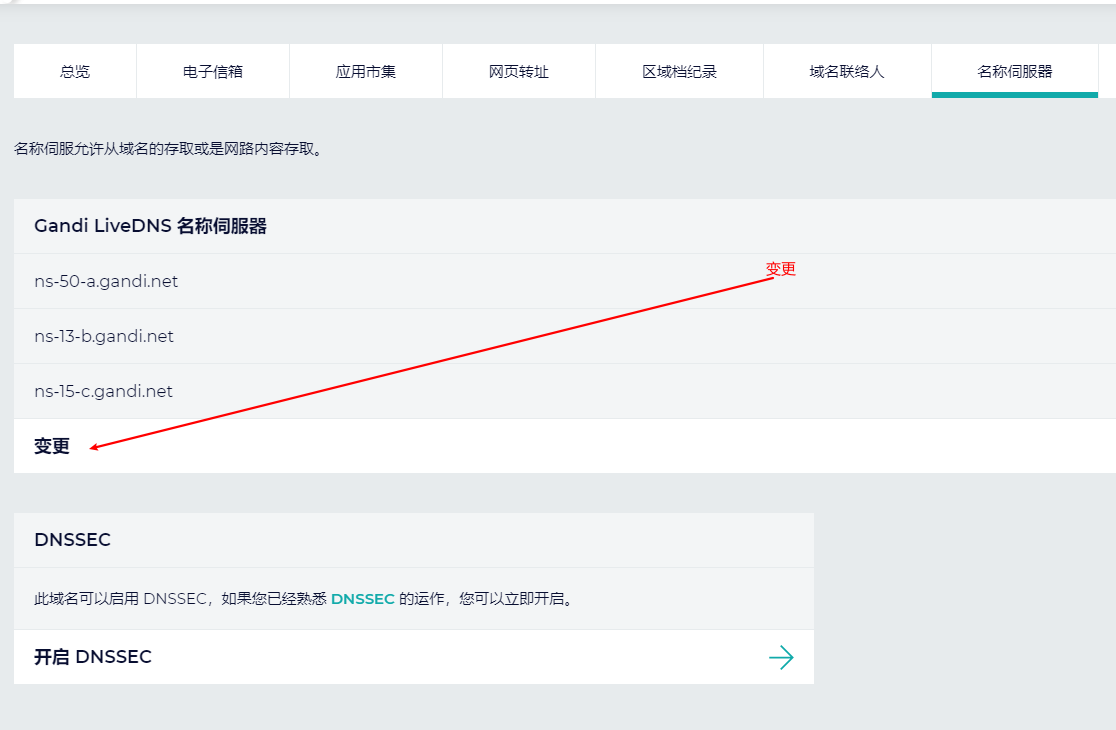 总览 电子信箱 应用市集 网页转址 区域档纪录 域名联络人 名称伺服器
名称伺服允许从域名的存取或是网路内容存取。
Gandi LiveDNS 名称伺服器
变更
ns-50-a.gandi.net
ns-13-b.gandi.net
ns-15-c.gandi.net
变更
DNSSEC
此域名可以启用 DNSSEC，如果您已经熟悉 DNSSEC 的运作，您可以立即开启。
开启 DNSSEC